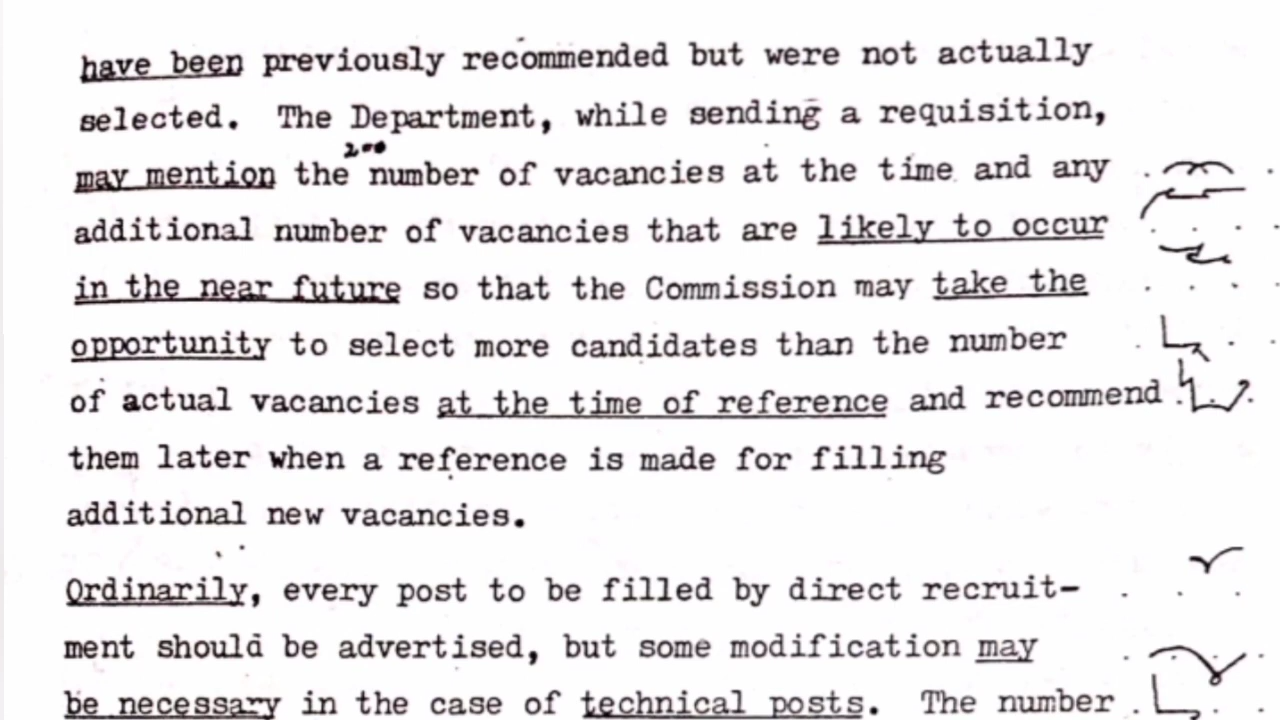 have been previously recommended but were not actually
selected. The Department, while sending a requisition,
200
may mention the number of vacancies at the time and any
additional number of vacancies that are likely to occur
in the near future so that the Commission may take the
opportunity to select more candidates than the number
of actual vacancies at the time of reference and recommend
them later when a reference is made for filling
additional new vacancies.
Ordinarily, every post to be filled by direct recruit-
ment should be advertised, but some modification may
be necessary in the case of technical posts. The number